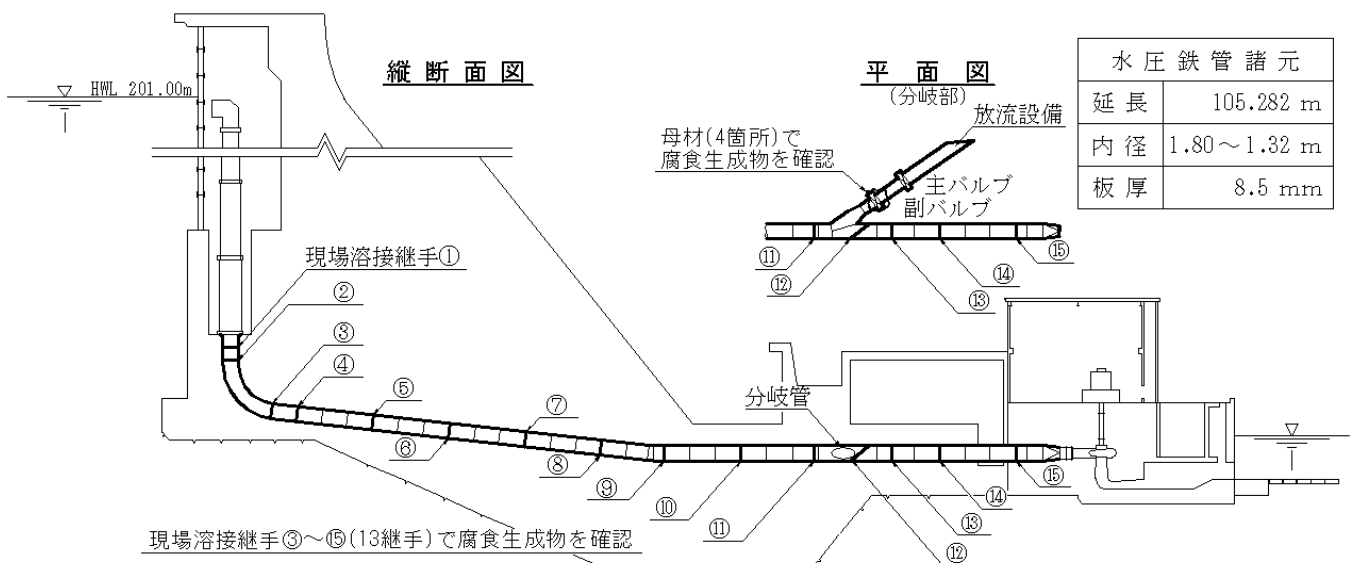 縦断面図
平面図
(分岐部)
水圧鉄管諸元
延長 105.282 m
内径 1.80～1.32 m
板厚 8.5 mm
HWL 201.00m
放流設備
母材(4箇所)で
腐食生成物を確認
主バルブ
副バルブ
⑪
⑫
⑬
⑭
⑮
現場溶接継手①
②
③
④
⑤
⑥
⑦
⑧
⑨
⑩
⑪
分岐管
⑫
⑬
⑭
⑮
現場溶接継手③～⑮(13継手)で腐食生成物を確認